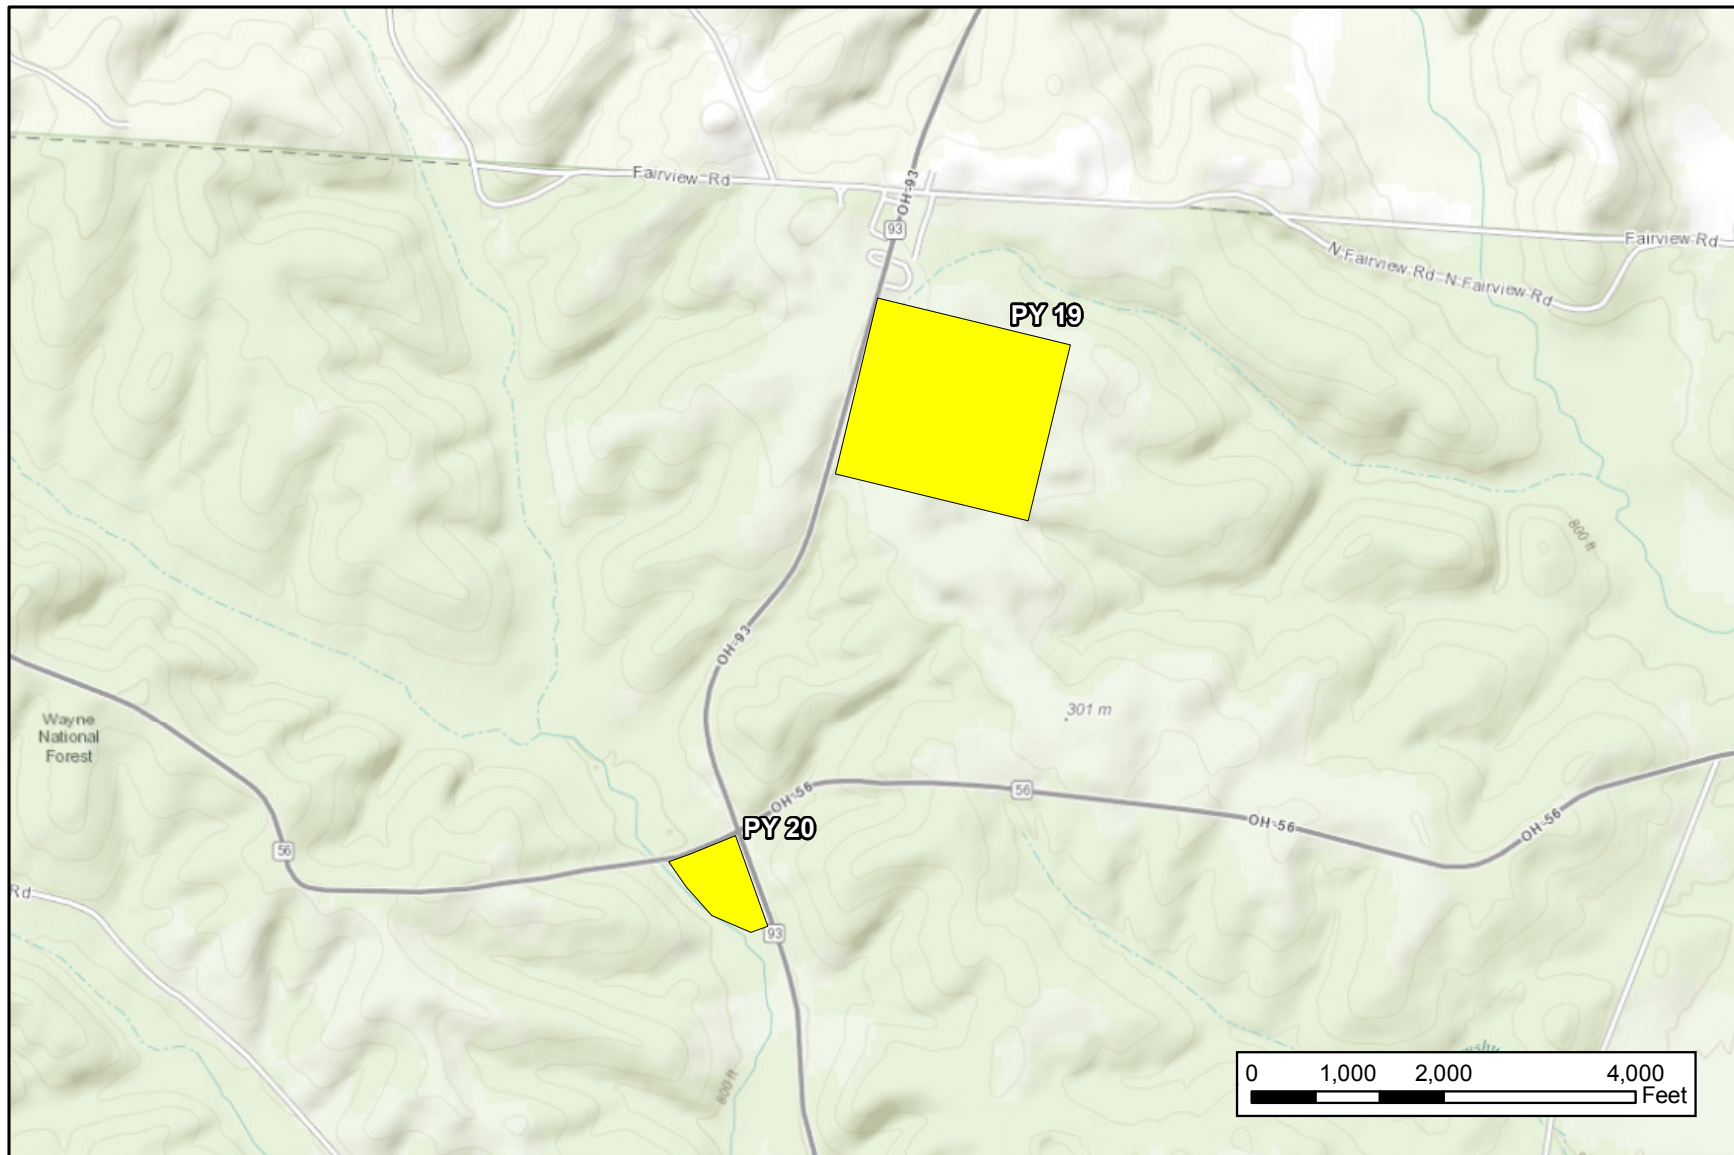 Fairview Rd
OH-93
93
Fairview Rd
N Fairview Rd
N Fairview Rd
PY 19
800 ft
OH-93
301 m
Wayne
National
Forest
OH-56
56
PY 20
OH-56
OH-56
56
Rd
93
800 ft
0 1,000 2,000 4,000
Feet